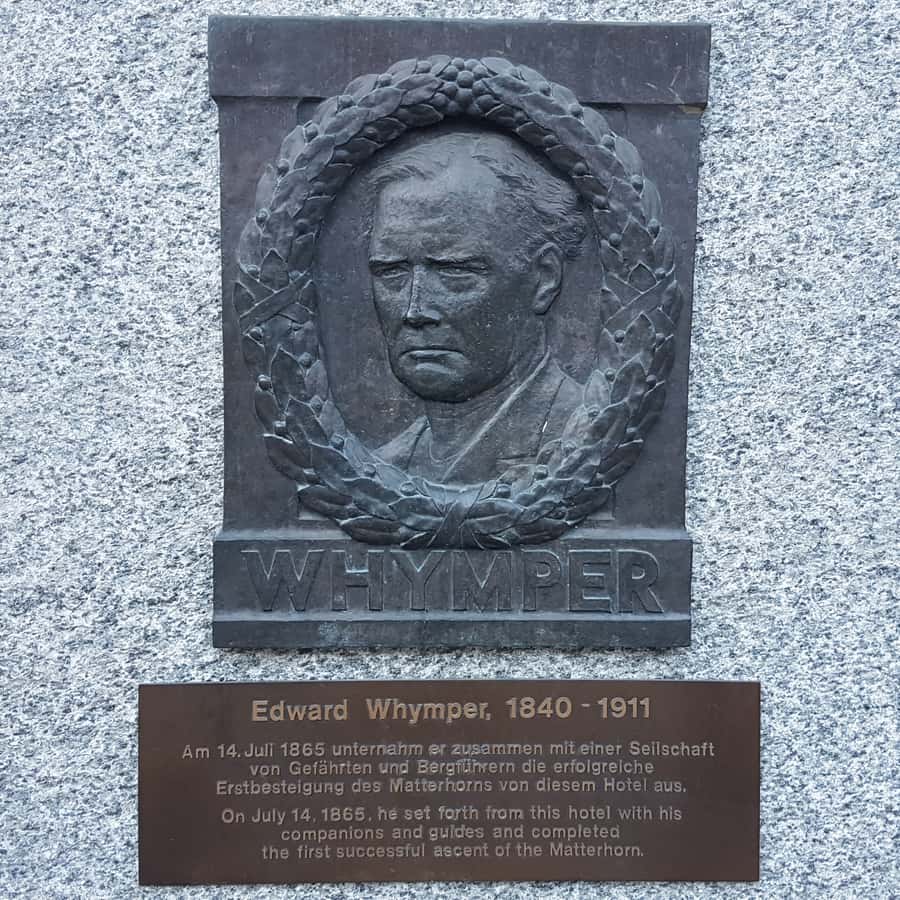 WHYMPER
Edward Whymper, 1840 - 1911
Am 14. Juli 1865 unternahm er zusammen mit einer Seilschaft
von Gefährten und Bergführern die erfolgreiche
Erstbesteigung des Matterhorns von diesem Hotel aus.
On July 14, 1865, he set forth from this hotel with his
companions and guides and completed
the first successful ascent of the Matterhorn.